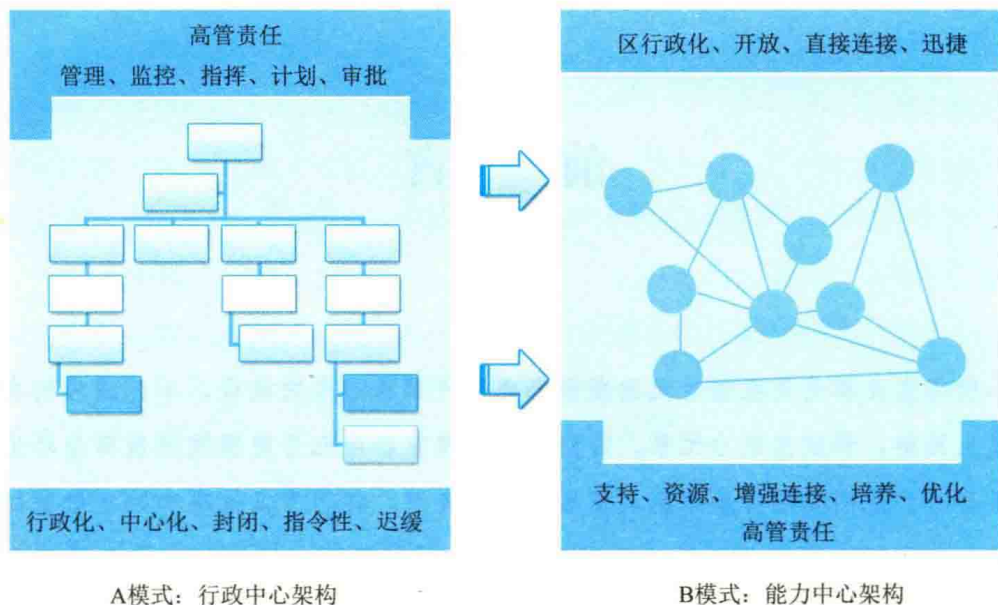 高管责任
管理、监控、指挥、计划、审批
行政化、中心化、封闭、指令性、迟缓
A模式：行政中心架构
区行政化、开放、直接连接、迅捷
支持、资源、增强连接、培养、优化
高管责任
B模式：能力中心架构